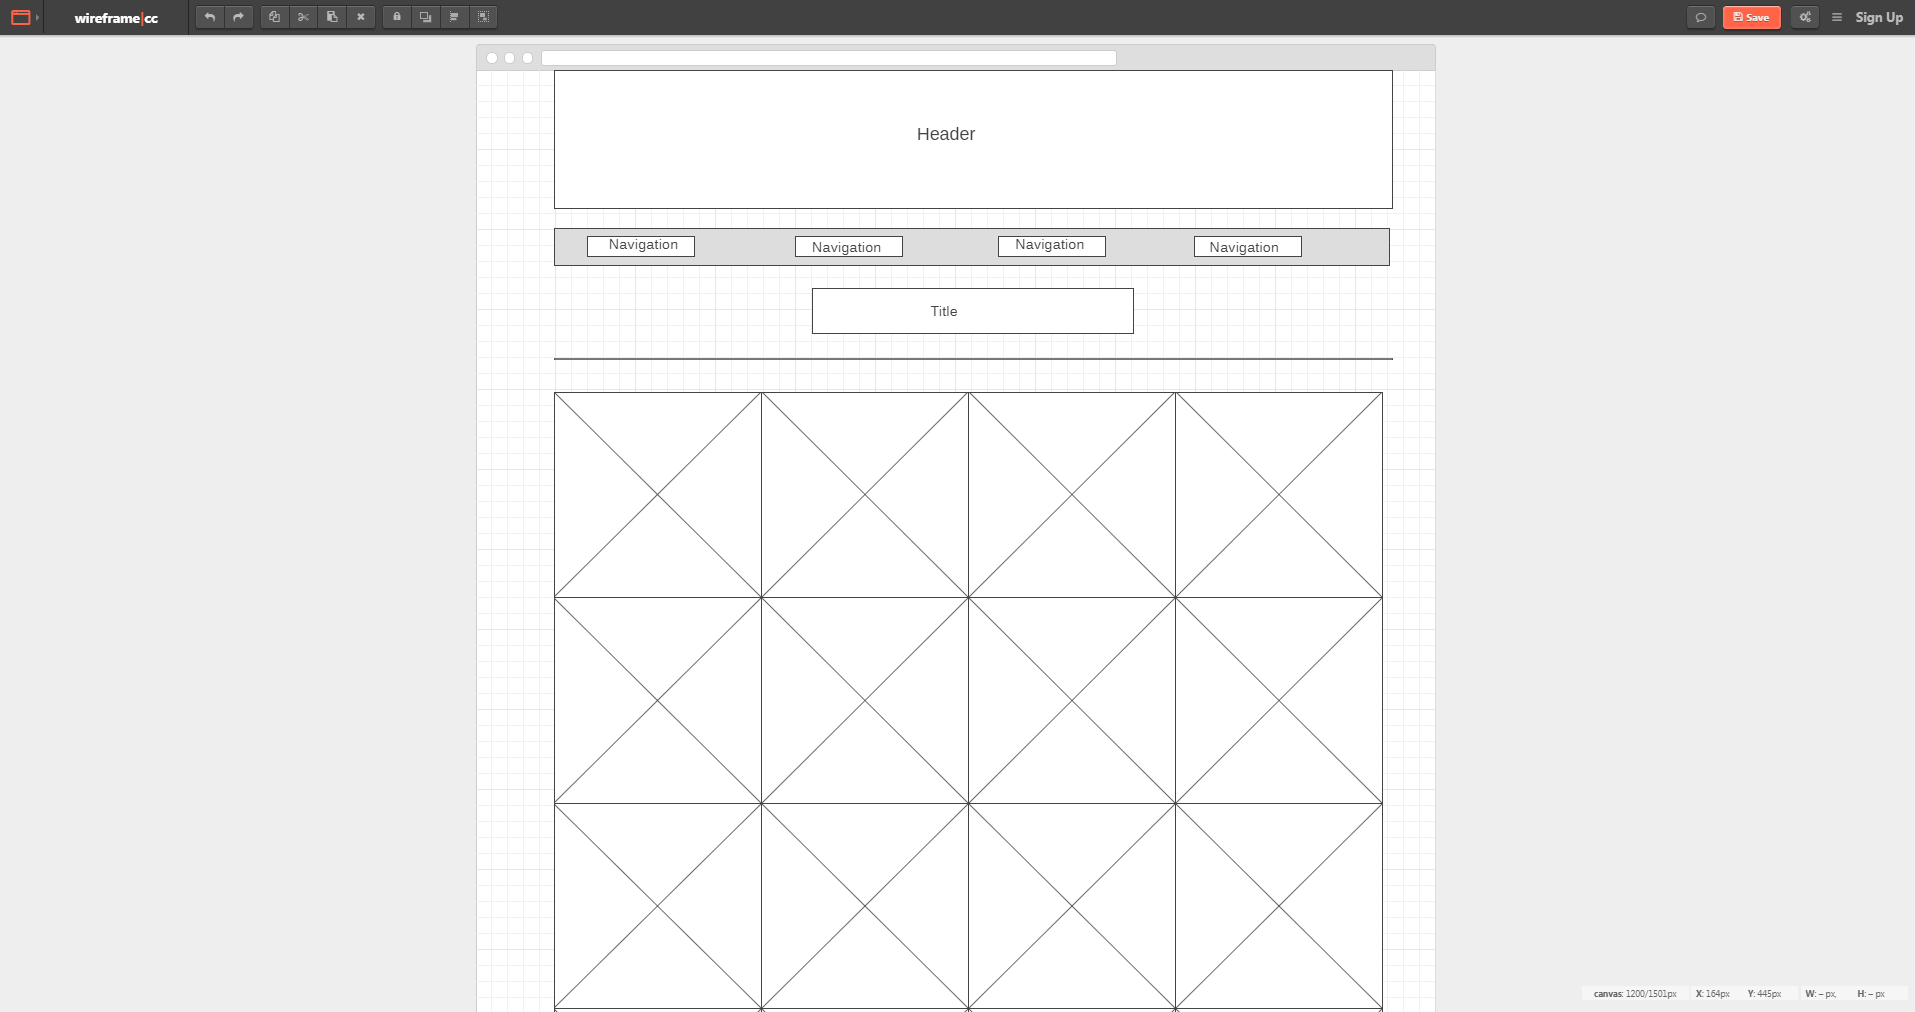 wireframe|cc
Save
Sign Up
Header
Navigation
Navigation
Navigation
Navigation
Title
canvas: 1200/1501px X: 164px Y: 445px W: – px, H: – px